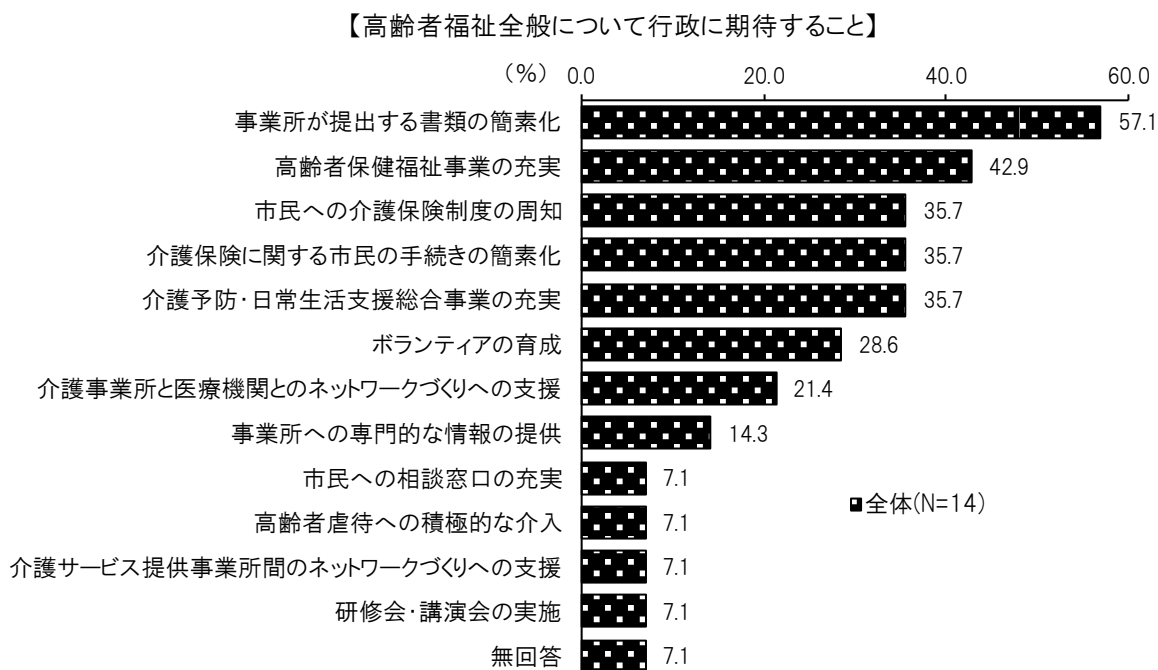 【高齢者福祉全般について行政に期待すること】
（%） 0.0 20.0 40.0 60.0
事業所が提出する書類の簡素化 57.1
高齢者保健福祉事業の充実 42.9
市民への介護保険制度の周知 35.7
介護保険に関する市民の手続きの簡素化 35.7
介護予防・日常生活支援総合事業の充実 35.7
ボランティアの育成 28.6
介護事業所と医療機関とのネットワークづくりへの支援 21.4
事業所への専門的な情報の提供 14.3
市民への相談窓口の充実 7.1
全体(N=14)
高齢者虐待への積極的な介入 7.1
介護サービス提供事業所間のネットワークづくりへの支援 7.1
研修会・講演会の実施 7.1
無回答 7.1